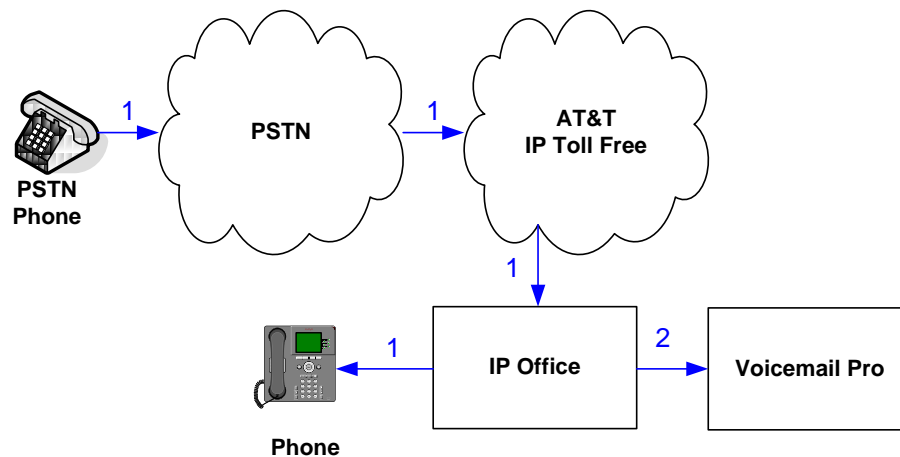 1
PSTN
1
AT&T
IP Toll Free
PSTN
Phone
1
1
IP Office
2
Voicemail Pro
Phone